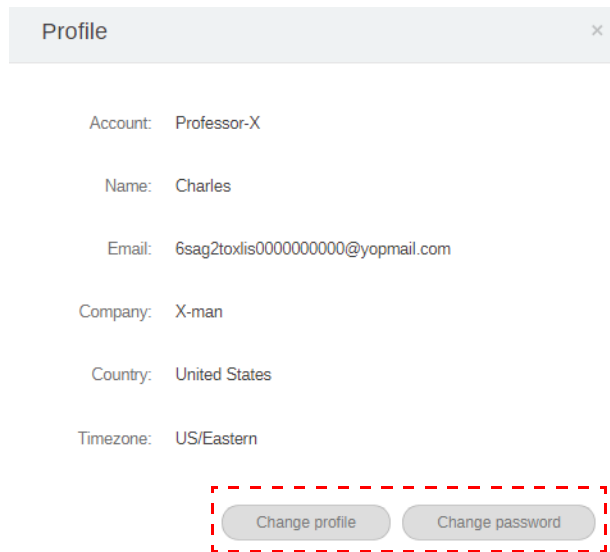 Profile ×
Account: Professor-X
Name: Charles
Email: 6sag2toxlis0000000000@yopmail.com
Company: X-man
Country: United States
Timezone: US/Eastern
Change profile Change password